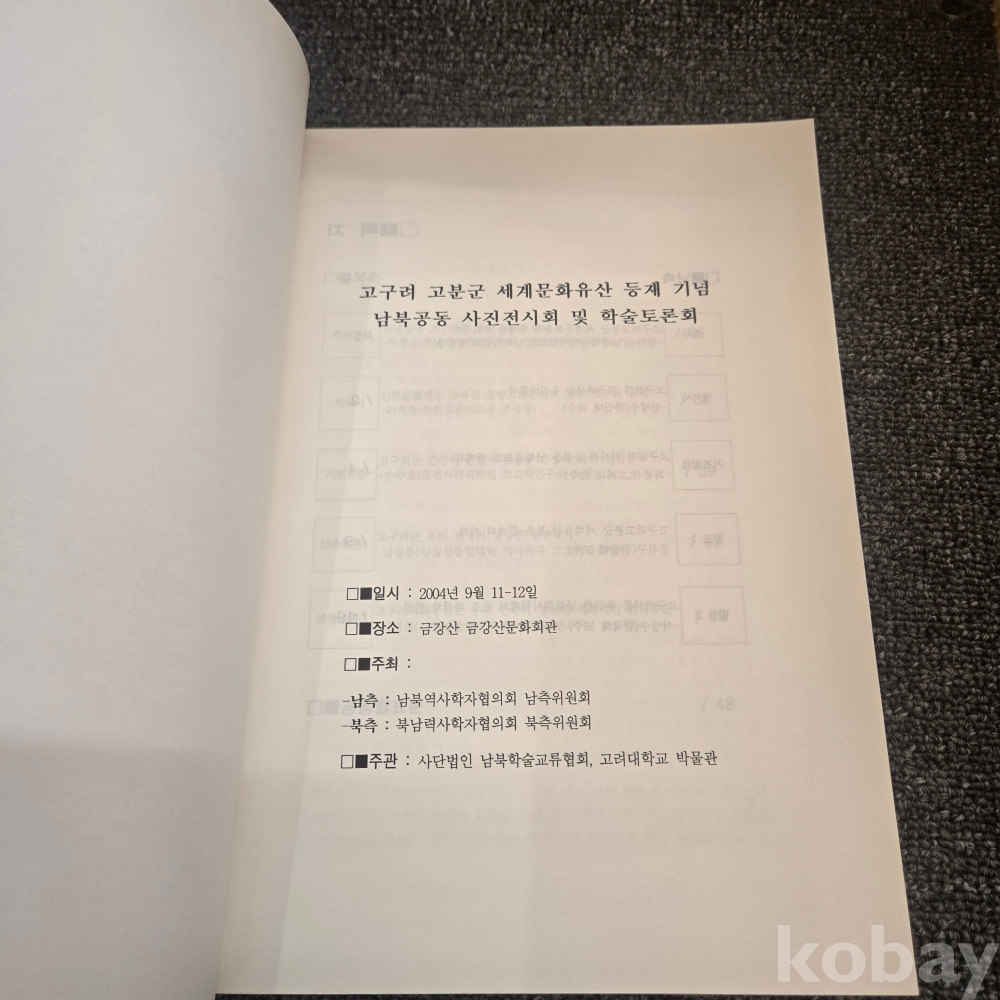 고구려 고분군 세계문화유산 등재 기념
남북공동 사진전시회 및 학술토론회
□■일시 : 2004년 9월 11-12일
□■장소 : 금강산 금강산문화회관
□■주최 :
-남측 : 남북역사학자협의회 남측위원회
-북측 : 북남력사학자협의회 북측위원회
□■주관 : 사단법인 남북학술교류협회, 고려대학교 박물관
kobay